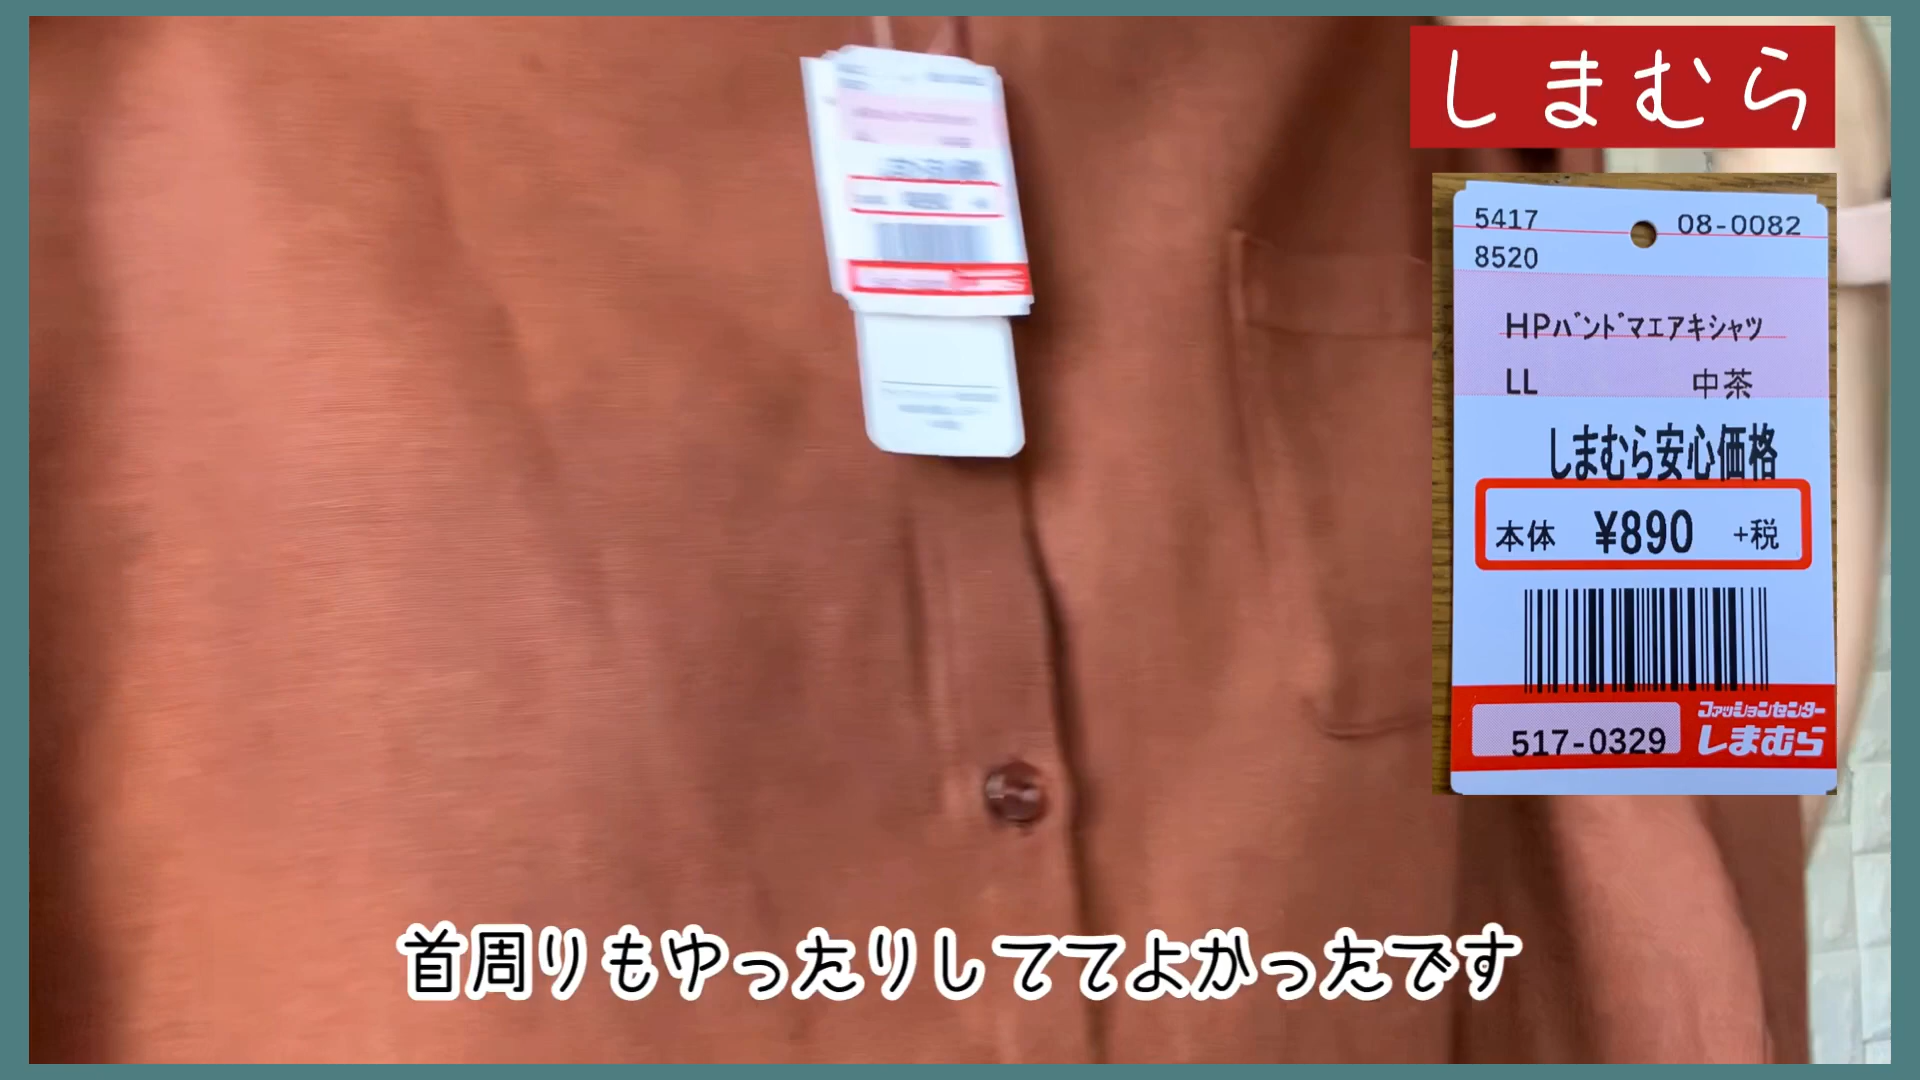 しまむら
5417 08-0082
8520
HPバンドマエアキシャツ
LL 中茶
しまむら安心価格
本体 ¥890 +税
517-0329
ファッションセンター
しまむら
首周りもゆったりしててよかったです